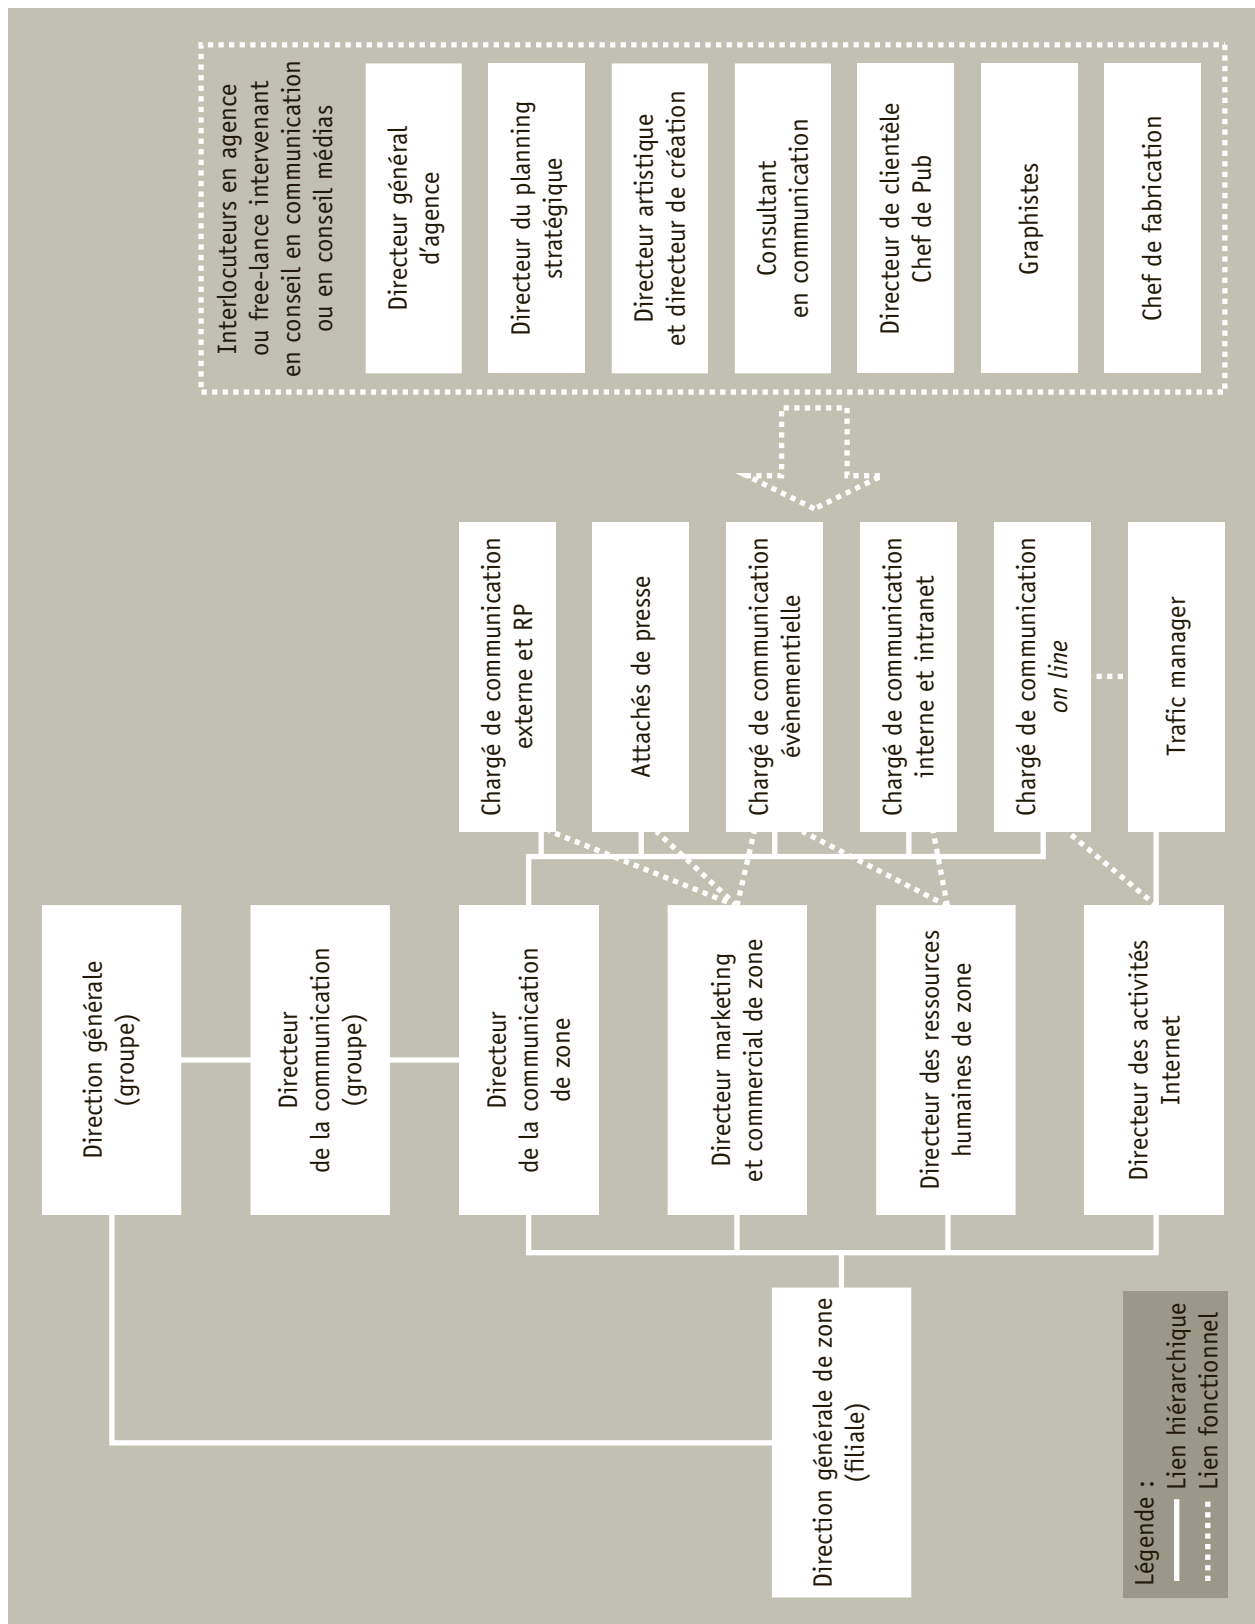 Direction générale
(groupe)
Directeur
de la communication
(groupe)
Direction générale de zone
(filiale)
Directeur
de la communication
de zone
Directeur marketing
et commercial de zone
Directeur des ressources
humaines de zone
Directeur des activités
Internet
Chargé de communication
externe et RP
Attachés de presse
Chargé de communication
évènementielle
Chargé de communication
interne et intranet
Chargé de communication
on line
Trafic manager
Interlocuteurs en agence
ou free-lance intervenant
en conseil en communication
ou en conseil médias
Directeur général
d'agence
Directeur du planning
stratégique
Directeur artistique
et directeur de création
Consultant
en communication
Directeur de clientèle
Chef de Pub
Graphistes
Chef de fabrication
Légende :
Lien hiérarchique
Lien fonctionnel